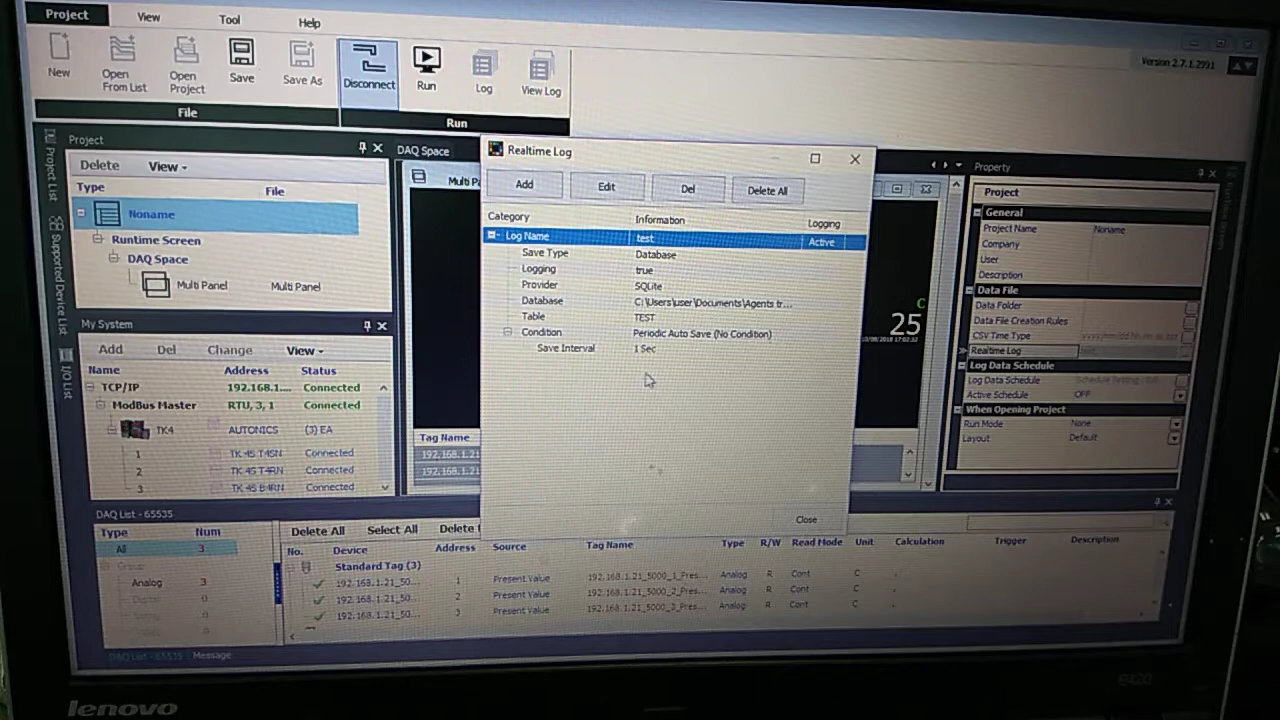 Project View Tool Help
New Open From List Open Project Save Save As Disconnect Run Log View Log
Version 2.7.1.2991
File Run
Project List
Supported Device List
I/O List
Project
Delete View
Type File
Noname
Runtime Screen
DAQ Space
Multi Panel Multi Panel
My System
Add Del Change View
Name Address Status
TCP/IP 192.168.1.... Connected
ModBus Master RTU, 3, 1 Connected
TK4 AUTONICS (3) EA
1 TK 4S T4SN Connected
2 TK 4S T4RN Connected
3 TK 4S B4RN Connected
DAQ Space
Multi Pa
C
25
10/08/2018 17:02:32
Tag Name
192.168.1.21
192.168.1.21
Realtime Log
Add Edit Del Delete All
Category Information Logging
Log Name test Active
Save Type Database
Logging true
Provider SQLite
Database C:\Users\user\Documents\Agents tr...
Table TEST
Condition Periodic Auto Save (No Condition)
Save Interval 1 Sec
Close
Property
Project
General
Project Name Noname
Company
User
Description
Data File
Data Folder
Data File Creation Rules
CSV Time Type
Realtime Log test
Log Data Schedule
Log Data Schedule
Active Schedule OFF
When Opening Project
Run Mode None
Layout Default
DAQ List - 65535
Type Num
All 3
Group
Analog 3
Digital 0
0
0
Delete All Select All Delete
No. Device Address Source Tag Name Type R/W Read Mode Unit Calculation Trigger Description
Standard Tag (3)
192.168.1.21_50... 1 Present Value 192.168.1.21_5000_1_Pres... Analog R Cont C
192.168.1.21_50... 2 Present Value 192.168.1.21_5000_2_Pres... Analog R Cont C
192.168.1.21_50... 3 Present Value 192.168.1.21_5000_3_Pres... Analog R Cont C
DAQ List - 65535 Message
lenovo